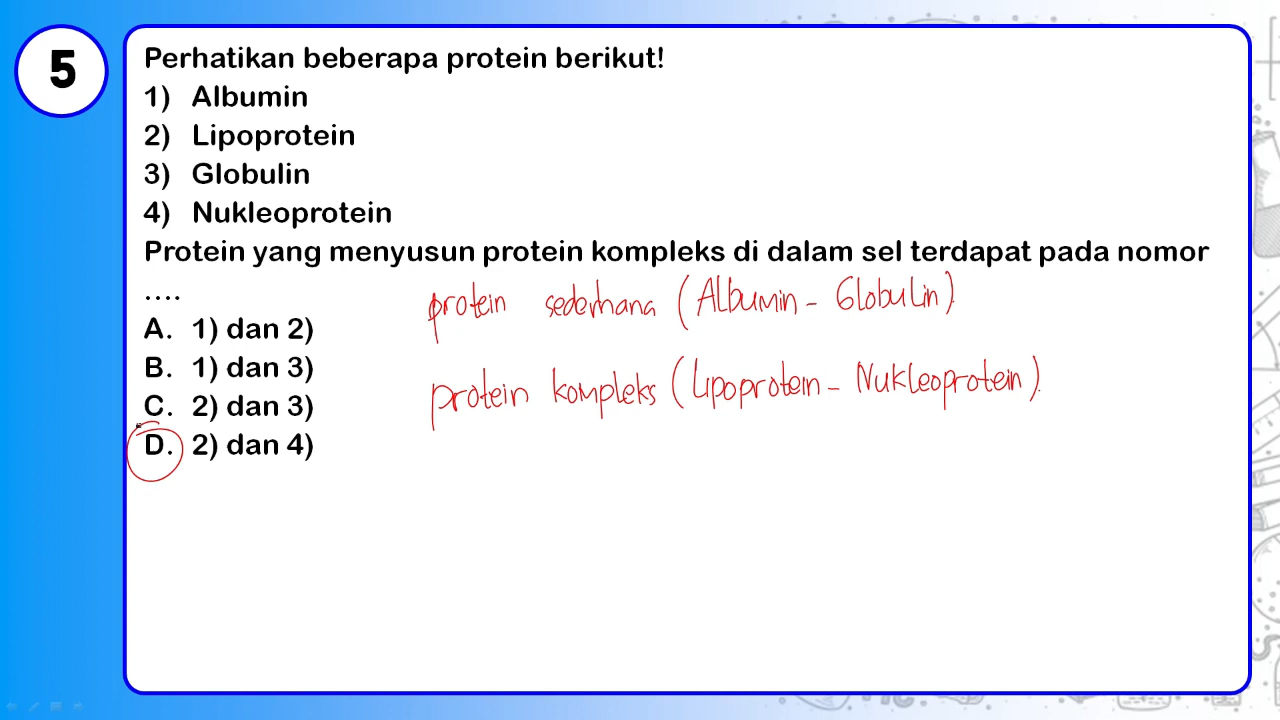 5
Perhatikan beberapa protein berikut!
1) Albumin
2) Lipoprotein
3) Globulin
4) Nukleoprotein
Protein yang menyusun protein kompleks di dalam sel terdapat pada nomor
....
protein sederhana (Albumin - Globulin).
A. 1) dan 2)
B. 1) dan 3)
protein kompleks (Lipoprotein - Nukleoprotein).
C. 2) dan 3)
D. 2) dan 4)